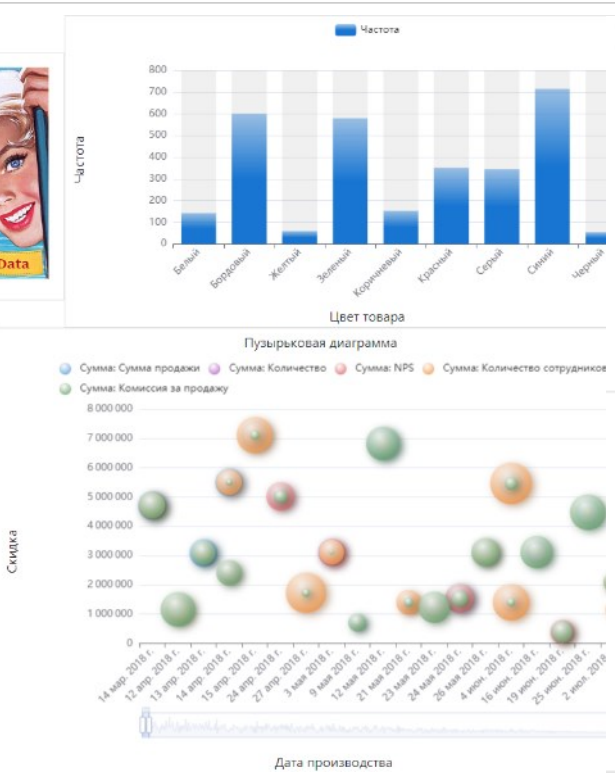 Частота
800
700
600
500
400
300
200
100
0
Частота
Белый
Бордовый
Желтый
Зеленый
Коричневый
Красный
Серый
Синий
Черный
Цвет товара
Data
Пузырьковая диаграмма
Сумма: Сумма продажи Сумма: Количество Сумма: NPS Сумма: Количество сотрудников
Сумма: Комиссия за продажу
8 000 000
7 000 000
6 000 000
5 000 000
4 000 000
3 000 000
2 000 000
1 000 000
0
Скидка
14 мар. 2018 г.
12 апр. 2018 г.
13 апр. 2018 г.
14 апр. 2018 г.
15 апр. 2018 г.
24 апр. 2018 г.
27 апр. 2018 г.
3 мая 2018 г.
9 мая 2018 г.
12 мая 2018 г.
21 мая 2018 г.
23 мая 2018 г.
24 мая 2018 г.
26 мая 2018 г.
4 июн. 2018 г.
16 июн. 2018 г.
19 июн. 2018 г.
25 июн. 2018 г.
2 июл. 2018
Дата производства